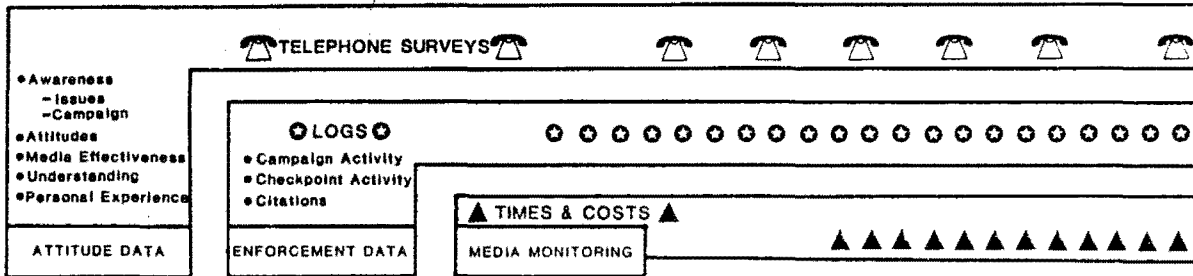 TELEPHONE SURVEYS
•Awareness
-Issues
-Campaign
•Attitudes
•Media Effectiveness
•Understanding
•Personal Experience
ATTITUDE DATA
LOGS
•Campaign Activity
•Checkpoint Activity
•Citations
ENFORCEMENT DATA
TIMES & COSTS
MEDIA MONITORING